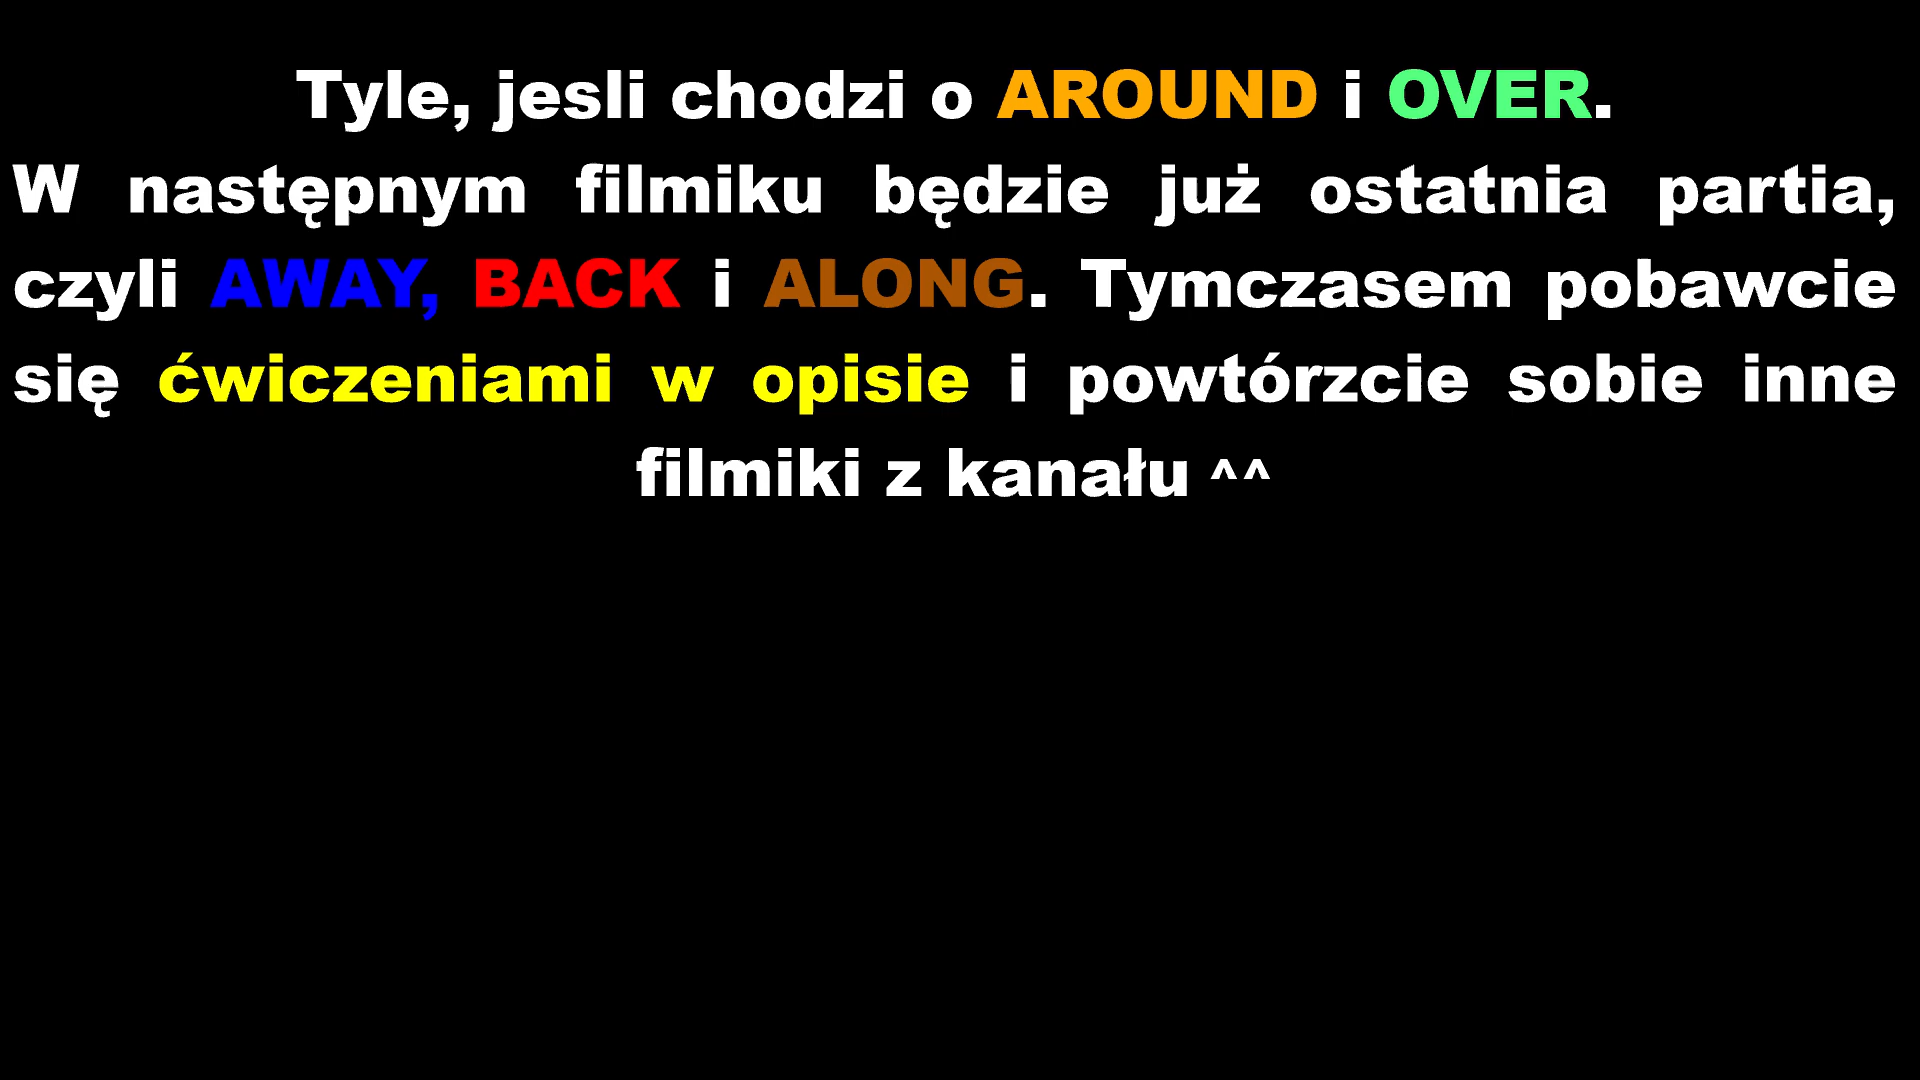 Tyle, jesli chodzi o AROUND i OVER.
W następnym filmiku będzie już ostatnia partia,
czyli AWAY, BACK i ALONG. Tymczasem pobawcie
się ćwiczeniami w opisie i powtórzcie sobie inne
filmiki z kanału ^^